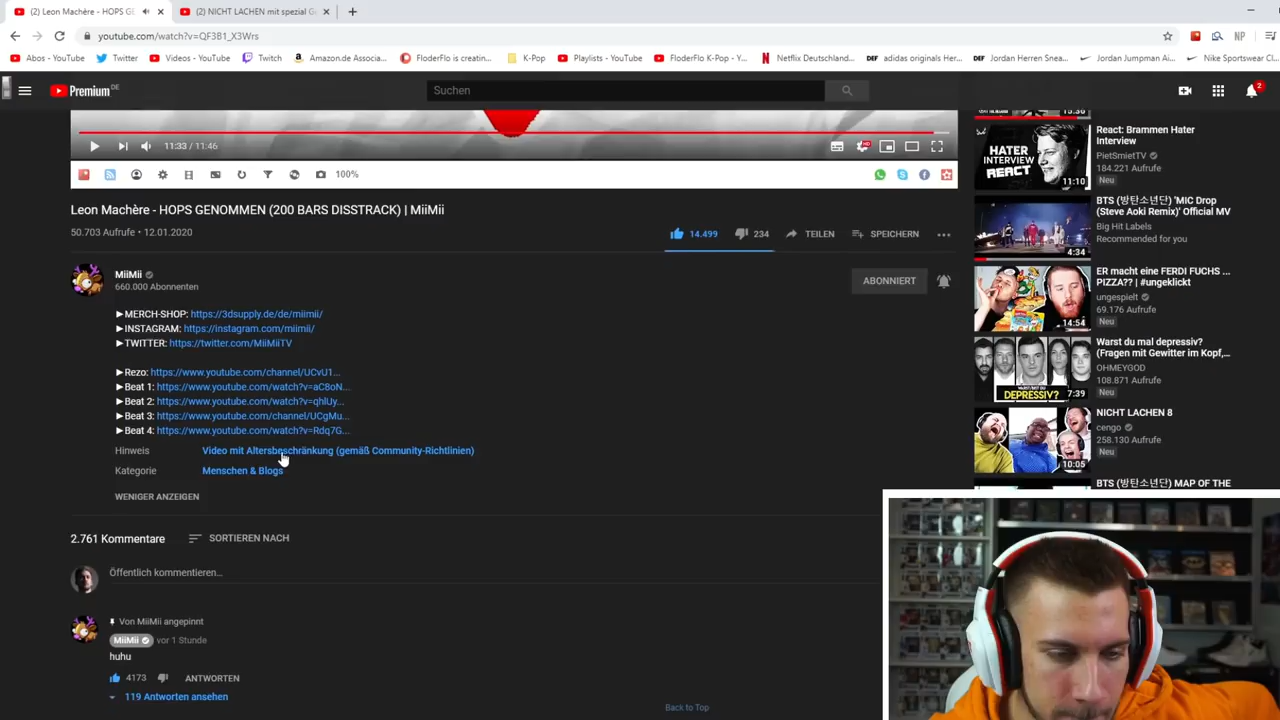 (2) Leon Machère - HOPS GE
(2) NICHT LACHEN mit spezial G
youtube.com/watch?v=QF3B1_X3Wrs
Abos - YouTube
Twitter
Videos - YouTube
Twitch
Amazon.de Associa...
FloderFlo is creatin...
K-Pop
Playlists - YouTube
FloderFlo K-Pop - Y...
Netflix Deutschland...
adidas originals Her...
Jordan Herren Snea...
Jordan Jumpman Ai...
Nike Sportswear Cl...
Premium DE
Suchen
2
11:33 / 11:46
100%
Leon Machère - HOPS GENOMMEN (200 BARS DISSTRACK) | MiiMii
50.703 Aufrufe • 12.01.2020
14.499
234
TEILEN
SPEICHERN
MiiMii
660.000 Abonnenten
ABONNIERT
►MERCH-SHOP: https://3dsupply.de/de/miimii/
►INSTAGRAM: https://instagram.com/miimii/
►TWITTER: https://twitter.com/MiiMiiTV
►Rezo: https://www.youtube.com/channel/UCvU1...
►Beat 1: https://www.youtube.com/watch?v=aC8oN...
►Beat 2: https://www.youtube.com/watch?v=qhlUy...
►Beat 3: https://www.youtube.com/channel/UCgMu...
►Beat 4: https://www.youtube.com/watch?v=Rdq7G...
Hinweis
Video mit Altersbeschränkung (gemäß Community-Richtlinien)
Kategorie
Menschen & Blogs
WENIGER ANZEIGEN
2.761 Kommentare
SORTIEREN NACH
Öffentlich kommentieren...
Von MiiMii angepinnt
MiiMii
vor 1 Stunde
huhu
4173
ANTWORTEN
119 Antworten ansehen
Back to Top
15:30
Neu
HATER
INTERVIEW
REACT
11:10
React: Brammen Hater
Interview
PietSmietTV
184.221 Aufrufe
Neu
4:34
BTS (방탄소년단) 'MIC Drop
(Steve Aoki Remix)' Official MV
Big Hit Labels
Recommended for you
14:54
ER macht eine FERDI FUCHS ...
PIZZA?? | #ungeklickt
ungespielt
69.176 Aufrufe
Neu
DEPRESSIV?
7:39
Warst du mal depressiv?
(Fragen mit Gewitter im Kopf,...
OHMEYGOD
108.871 Aufrufe
Neu
10:05
NICHT LACHEN 8
cengo
258.130 Aufrufe
Neu
BTS (방탄소년단) MAP OF THE